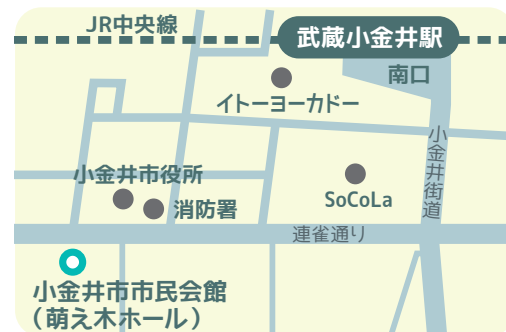 JR中央線
武蔵小金井駅
南口
イトーヨーカドー
小金井街道
小金井市役所
消防署
SoCoLa
連雀通り
小金井市市民会館
（萌え木ホール）